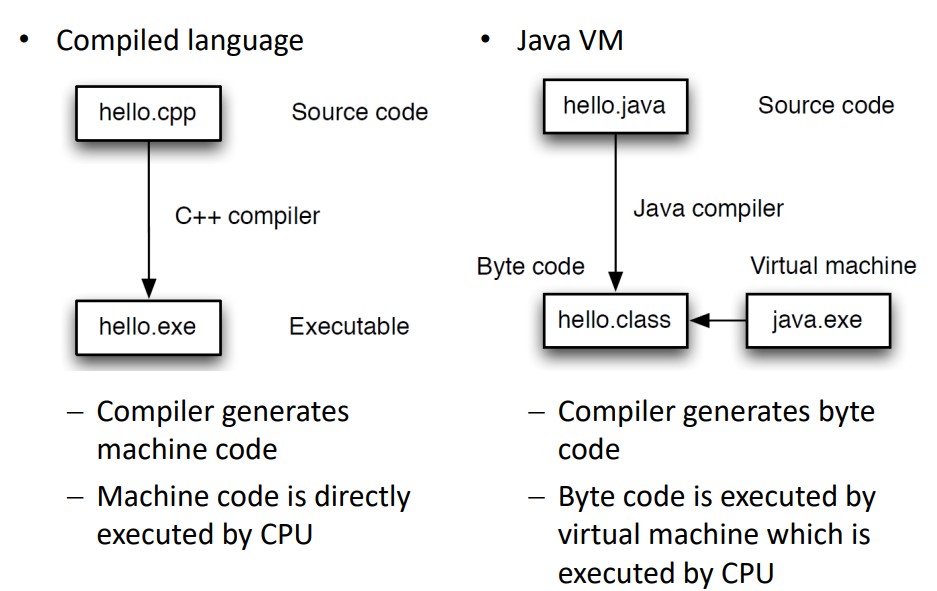 • Compiled language
hello.cpp
Source code
C++ compiler
hello.exe
Executable
– Compiler generates
machine code
– Machine code is directly
executed by CPU
• Java VM
hello.java
Source code
Java compiler
Byte code
Virtual machine
hello.class
java.exe
– Compiler generates byte
code
– Byte code is executed by
virtual machine which is
executed by CPU